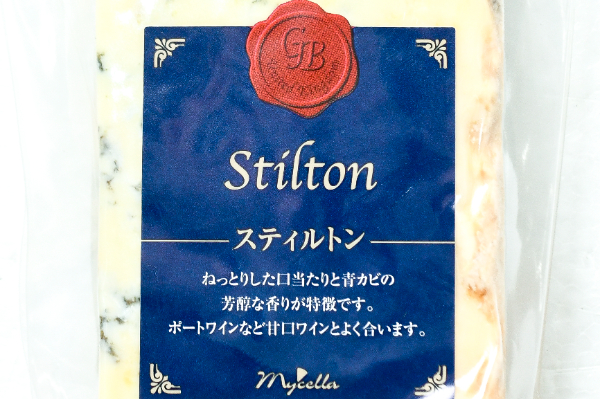 GB
Stilton
スティルトン
ねっとりした口当たりと青カビの
芳醇な香りが特徴です。
ポートワインなど甘口ワインとよく合います。
Mycella